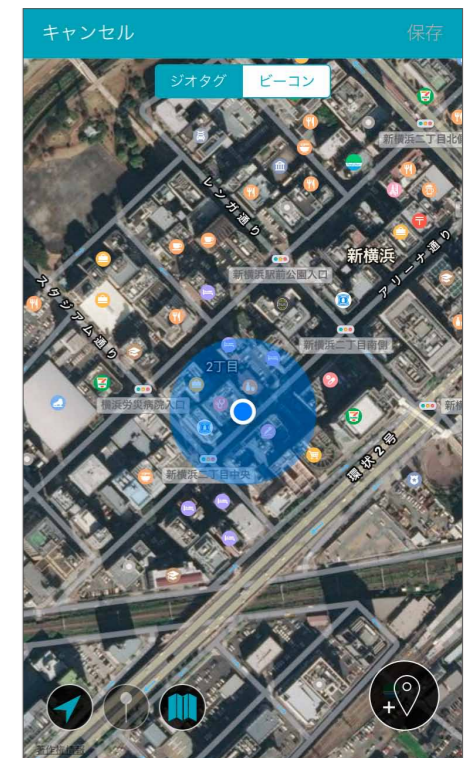 キャンセル
保存
ジオタグ
ビーコン
新横浜二丁目北側
レンガ通り
新横浜
アリーナ通り
新横浜駅前公園入口
スタジアム通り
新横浜二丁目南側
2丁目
横浜労災病院入口
新横
新横浜二丁目中央
環状2号